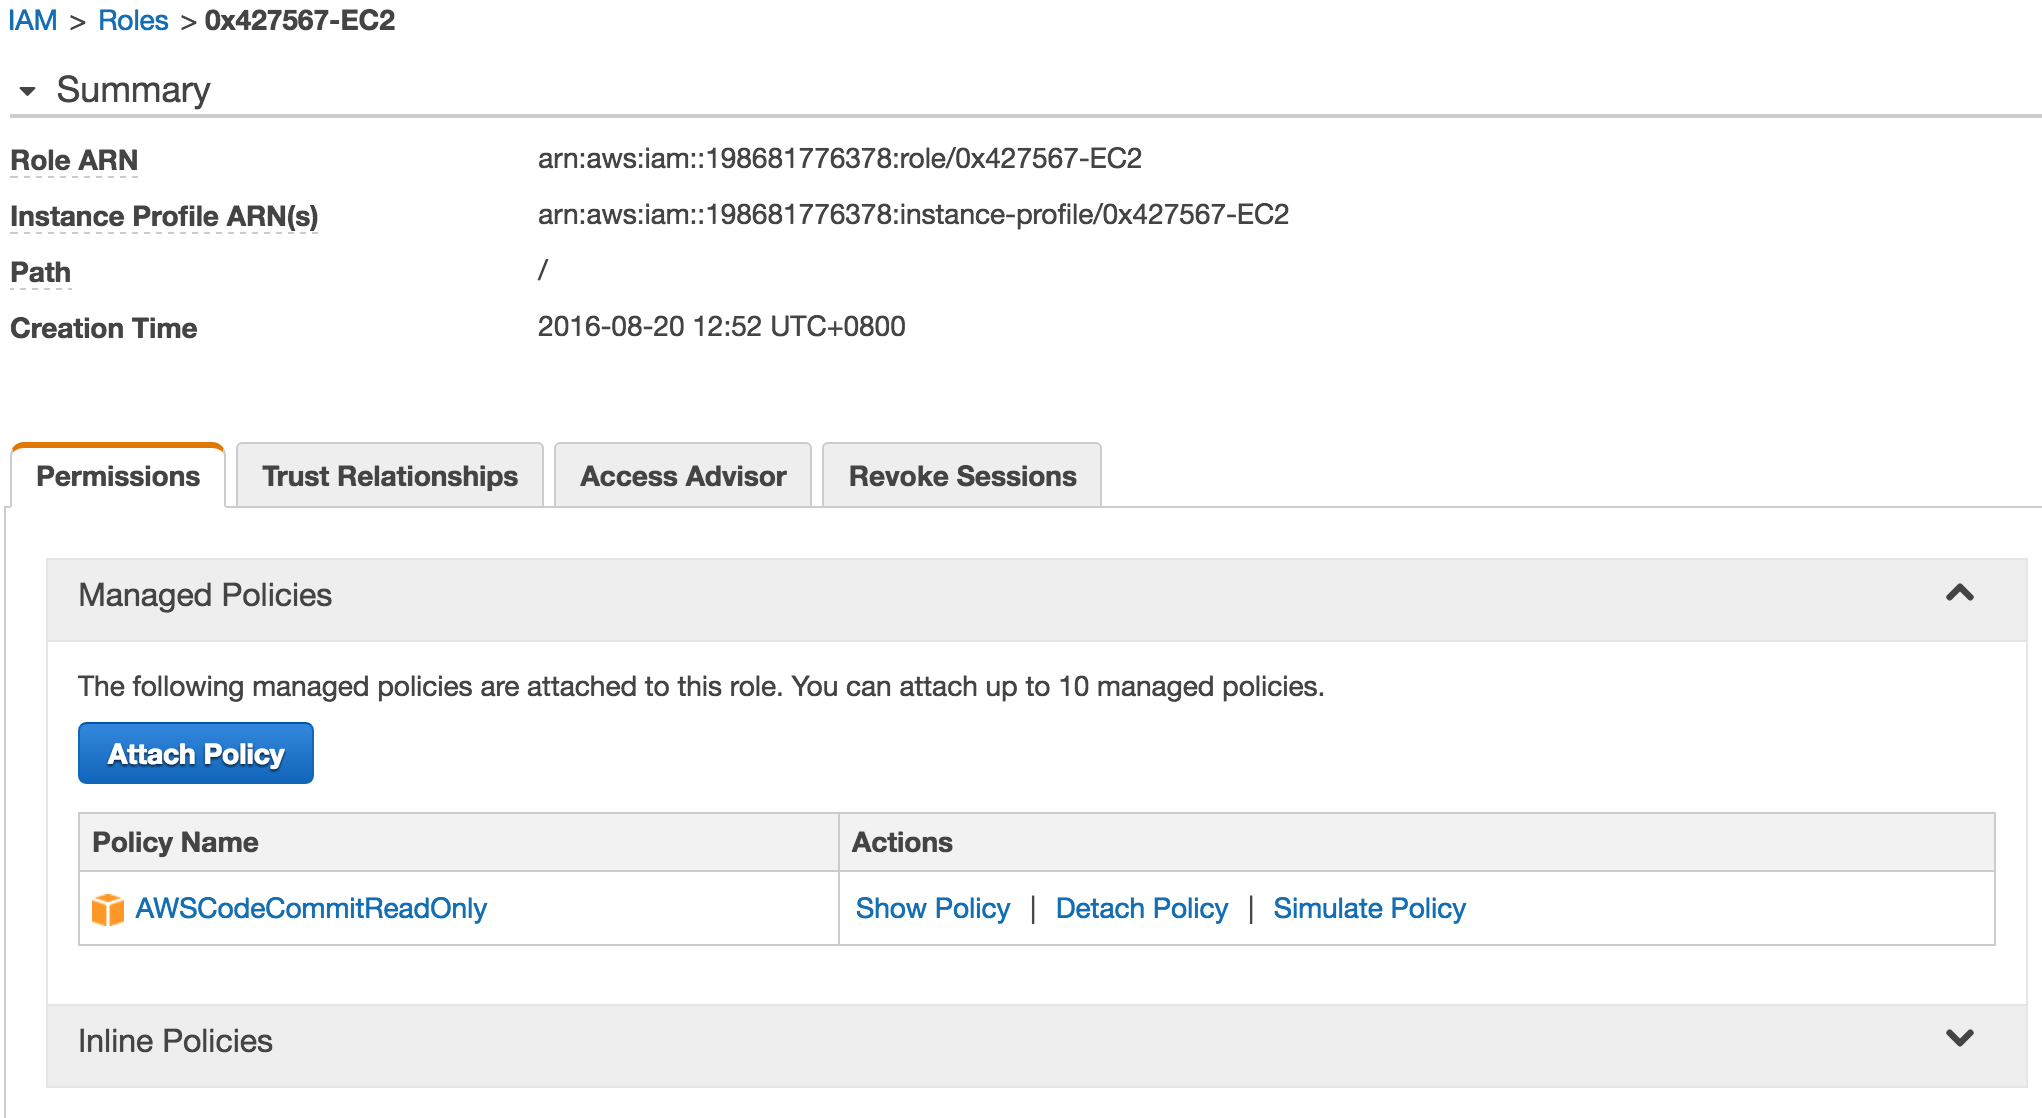 IAM > Roles > 0x427567-EC2
Summary
Role ARN arn:aws:iam::198681776378:role/0x427567-EC2
Instance Profile ARN(s) arn:aws:iam::198681776378:instance-profile/0x427567-EC2
Path /
Creation Time 2016-08-20 12:52 UTC+0800
Permissions Trust Relationships Access Advisor Revoke Sessions
Managed Policies
The following managed policies are attached to this role. You can attach up to 10 managed policies.
Attach Policy
Policy Name Actions
AWSCodeCommitReadOnly Show Policy | Detach Policy | Simulate Policy
Inline Policies